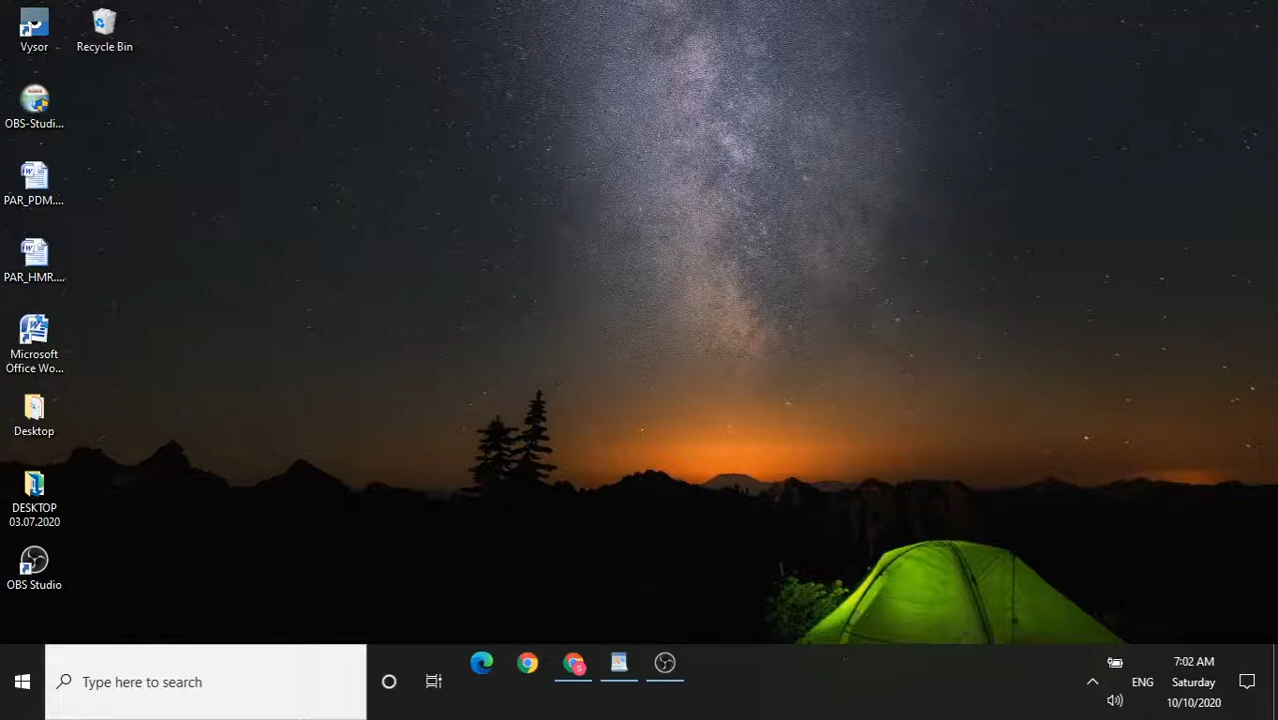 Vysor
Recycle Bin
OBS-Studi...
PAR_PDM....
PAR_HMR....
Microsoft
Office Wo...
Desktop
DESKTOP
03.07.2020
OBS Studio
Type here to search
S
ENG
7:02 AM
Saturday
10/10/2020